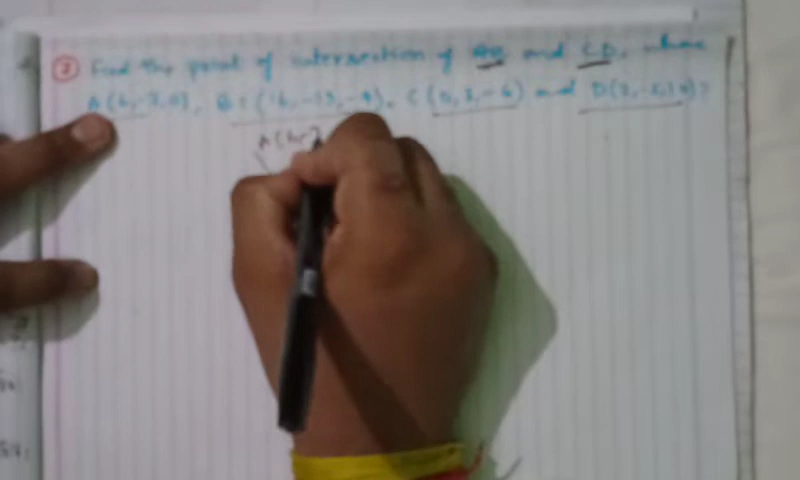 ② Find the point of intersection of AB and CD. where
A(6,-7,0), B=(16,-19,-4), C(0,3,-6) and D(2,-5,10)?
A(6,-7